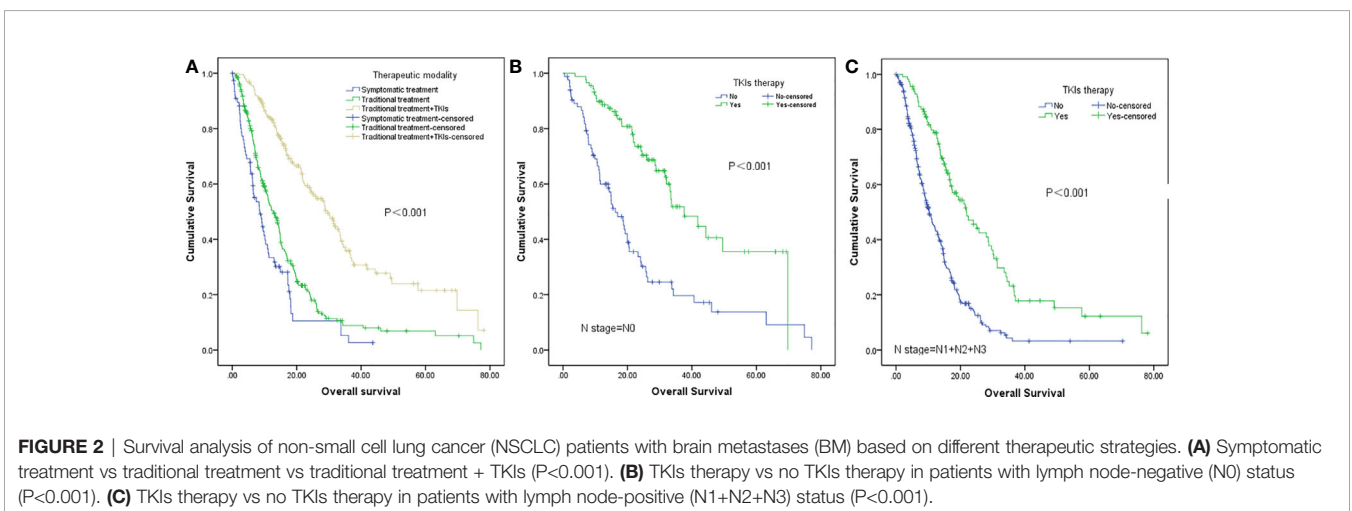 A
Therapeutic modality
Symptomatic treatment
Traditional treatment
Traditional treatment+TKIs
Symptomatic treatment-censored
Traditional treatment-censored
Traditional treatment+TKIs-censored
P<0.001
1.0
0.8
0.6
0.4
0.2
0.0
Cumulative Survival
.00 20.00 40.00 60.00 80.00
Overall survival
B
TKIs therapy
No No-censored
Yes Yes-censored
P<0.001
N stage=N0
1.0
0.8
0.6
0.4
0.2
0.0
Cumulative Survival
.00 20.00 40.00 60.00 80.00
Overall survival
C
TKIs therapy
No No-censored
Yes Yes-censored
P<0.001
N stage=N1+N2+N3
1.0
0.8
0.6
0.4
0.2
0.0
Cumulative Survival
.00 20.00 40.00 60.00 80.00
Overall survival
FIGURE 2 | Survival analysis of non-small cell lung cancer (NSCLC) patients with brain metastases (BM) based on different therapeutic strategies. (A) Symptomatic
treatment vs traditional treatment vs traditional treatment + TKIs (P<0.001). (B) TKIs therapy vs no TKIs therapy in patients with lymph node-negative (N0) status
(P<0.001). (C) TKIs therapy vs no TKIs therapy in patients with lymph node-positive (N1+N2+N3) status (P<0.001).